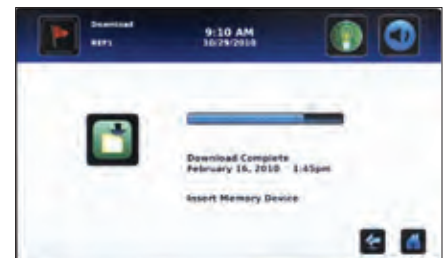 Download
REF1
9:10 AM
10/29/2010
Download Complete
February 16, 2010 1:45pm
Insert Memory Device